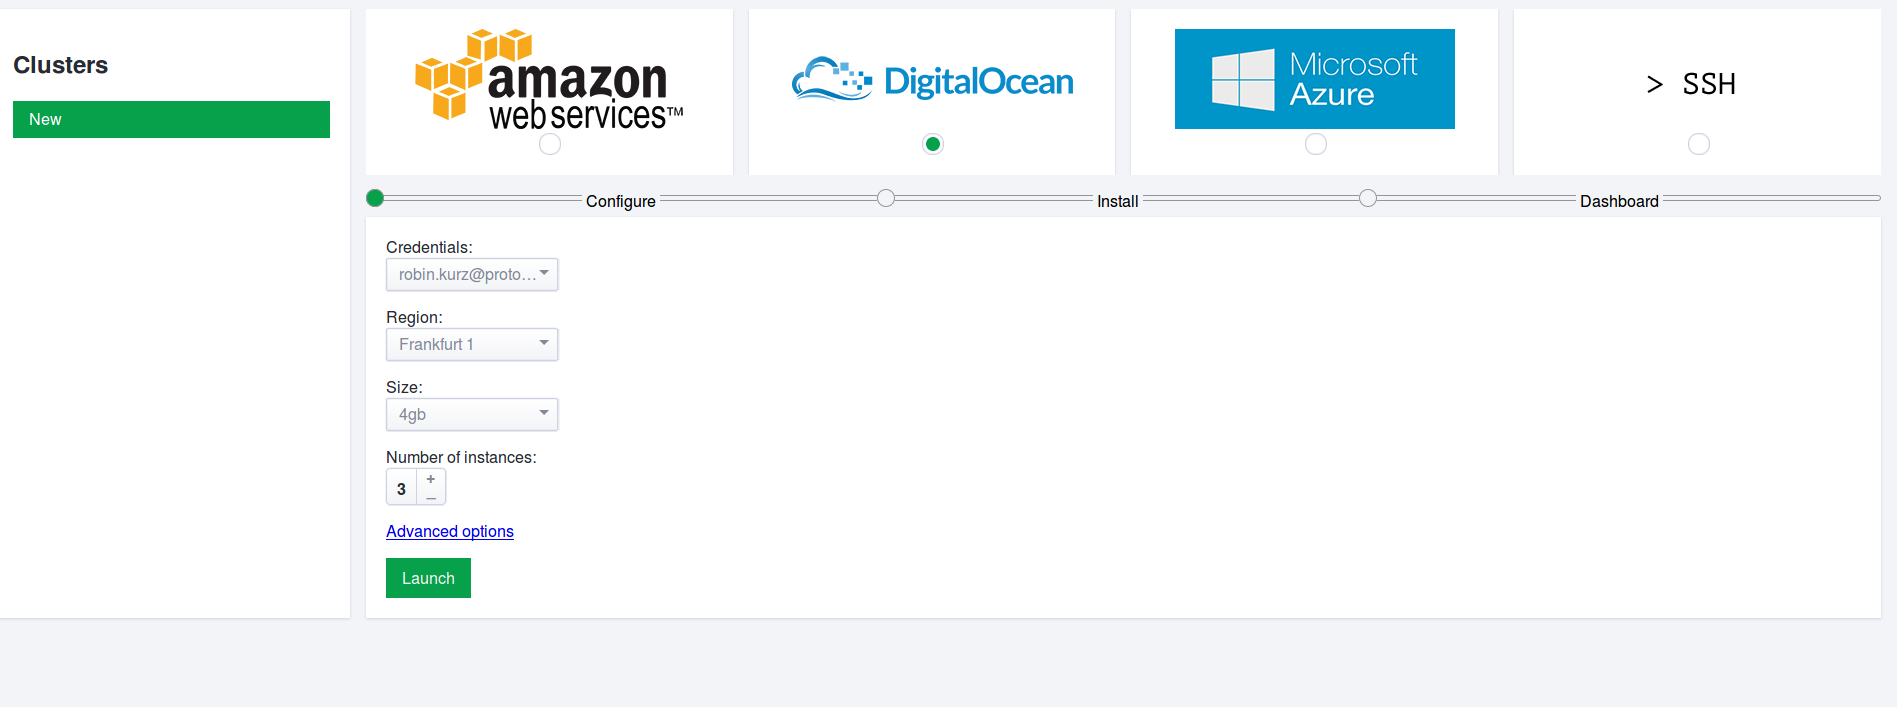 Clusters
New
amazon
web services™
DigitalOcean
Microsoft
Azure
> SSH
Configure
Install
Dashboard
Credentials:
robin.kurz@proto...
Region:
Frankfurt 1
Size:
4gb
Number of instances:
3
+
–
Advanced options
Launch